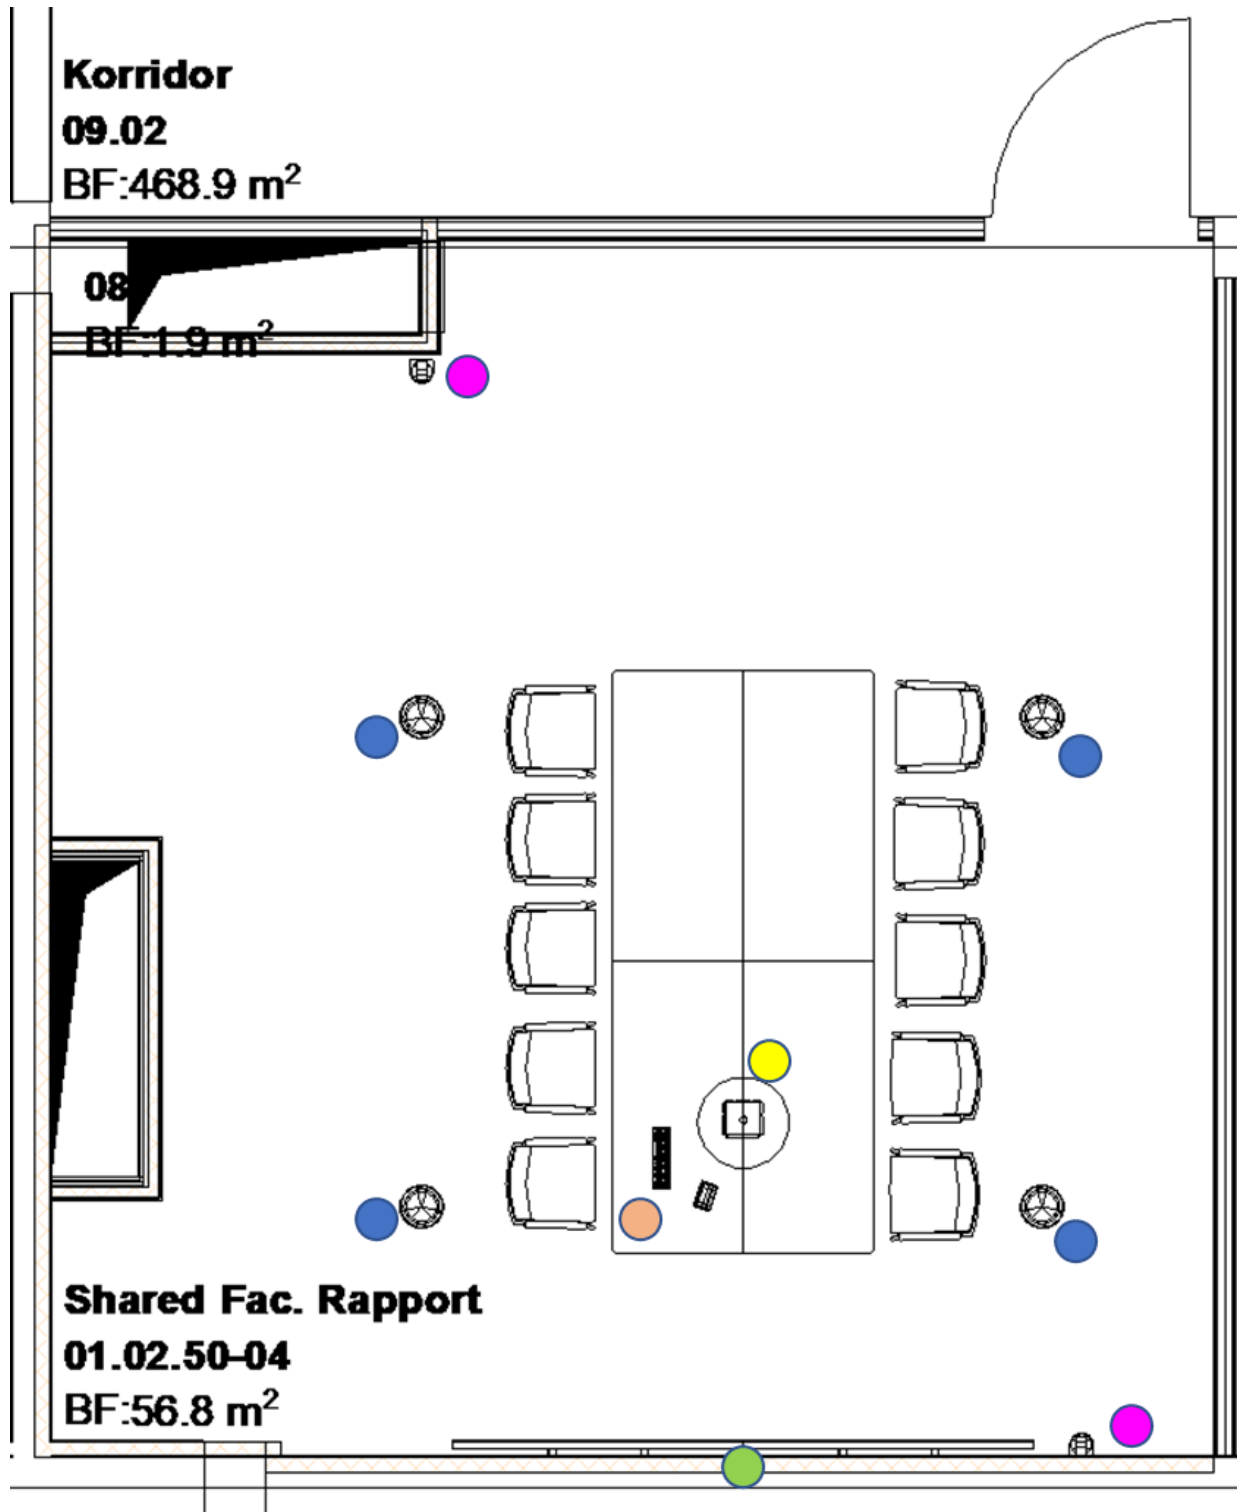 Korridor
09.02
BF:468.9 m²
08
BF:1.9 m²
Shared Fac. Rapport
01.02.50-04
BF:56.8 m²